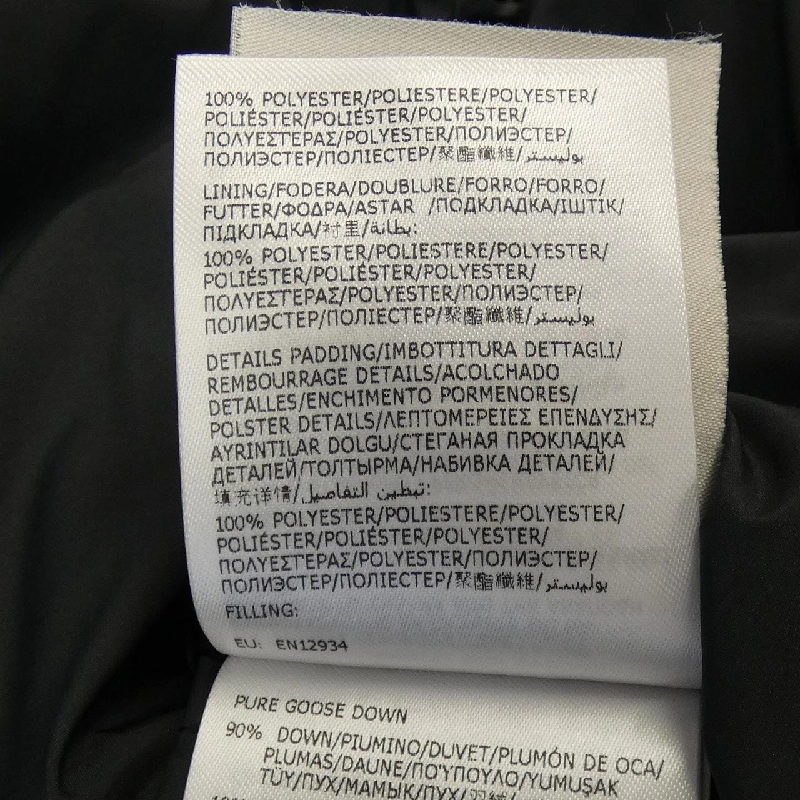 100% POLYESTER/POLIESTERE/POLYESTER/
POLIÉSTER/POLIÉSTER/POLYESTER/
ΠΟΛΥΕΣΤΕΡΑΣ/POLYESTER/ПОЛИЭСТЕР/
ПОЛИЭСТЕР/ПОЛІЕСТЕР/聚酯纖維/بوليستر
LINING/FODERA/DOUBLURE/FORRO/FORRO/
FUTTER/ΦΟΔΡΑ/ASTAR /ПОДКЛАДКА/ІШТІК/
ПІДКЛАДКА/衬里/بطانة:
100% POLYESTER/POLIESTERE/POLYESTER/
POLIÉSTER/POLIÉSTER/POLYESTER/
ΠΟΛΥΕΣΤΕΡΑΣ/POLYESTER/ПОЛИЭСТЕР/
ПОЛИЭСТЕР/ПОЛІЕСТЕР/聚酯纖維/بوليستر
DETAILS PADDING/IMBOTTITURA DETTAGLI/
REMBOURRAGE DETAILS/ACOLCHADO
DETALLES/ENCHIMENTO PORMENORES/
POLSTER DETAILS/ΛΕΠΤΟΜΕΡΕΙΕΣ ΕΠΕΝΔΥΣΗΣ/
AYRINTILAR DOLGU/СТЕГАНАЯ ПРОКЛАДКА
ДЕТАЛЕЙ/ТОЛТЫРМА/НАБИВКА ДЕТАЛЕЙ/
填充详情/تبطين التفاصيل:
100% POLYESTER/POLIESTERE/POLYESTER/
POLIÉSTER/POLIÉSTER/POLYESTER/
ΠΟΛΥΕΣΤΕΡΑΣ/POLYESTER/ПОЛИЭСТЕР/
ПОЛИЭСТЕР/ПОЛІЕСТЕР/聚酯纖維/بوليستر
FILLING:
EU: EN12934
PURE GOOSE DOWN
90% DOWN/PIUMINO/DUVET/PLUMÓN DE OCA/
PLUMAS/DAUNE/ΠΟΎΠΟΥΛΟ/YUMUŞAK
TÜY/ПУХ/МАМЫК/ПУХ/羽絨/